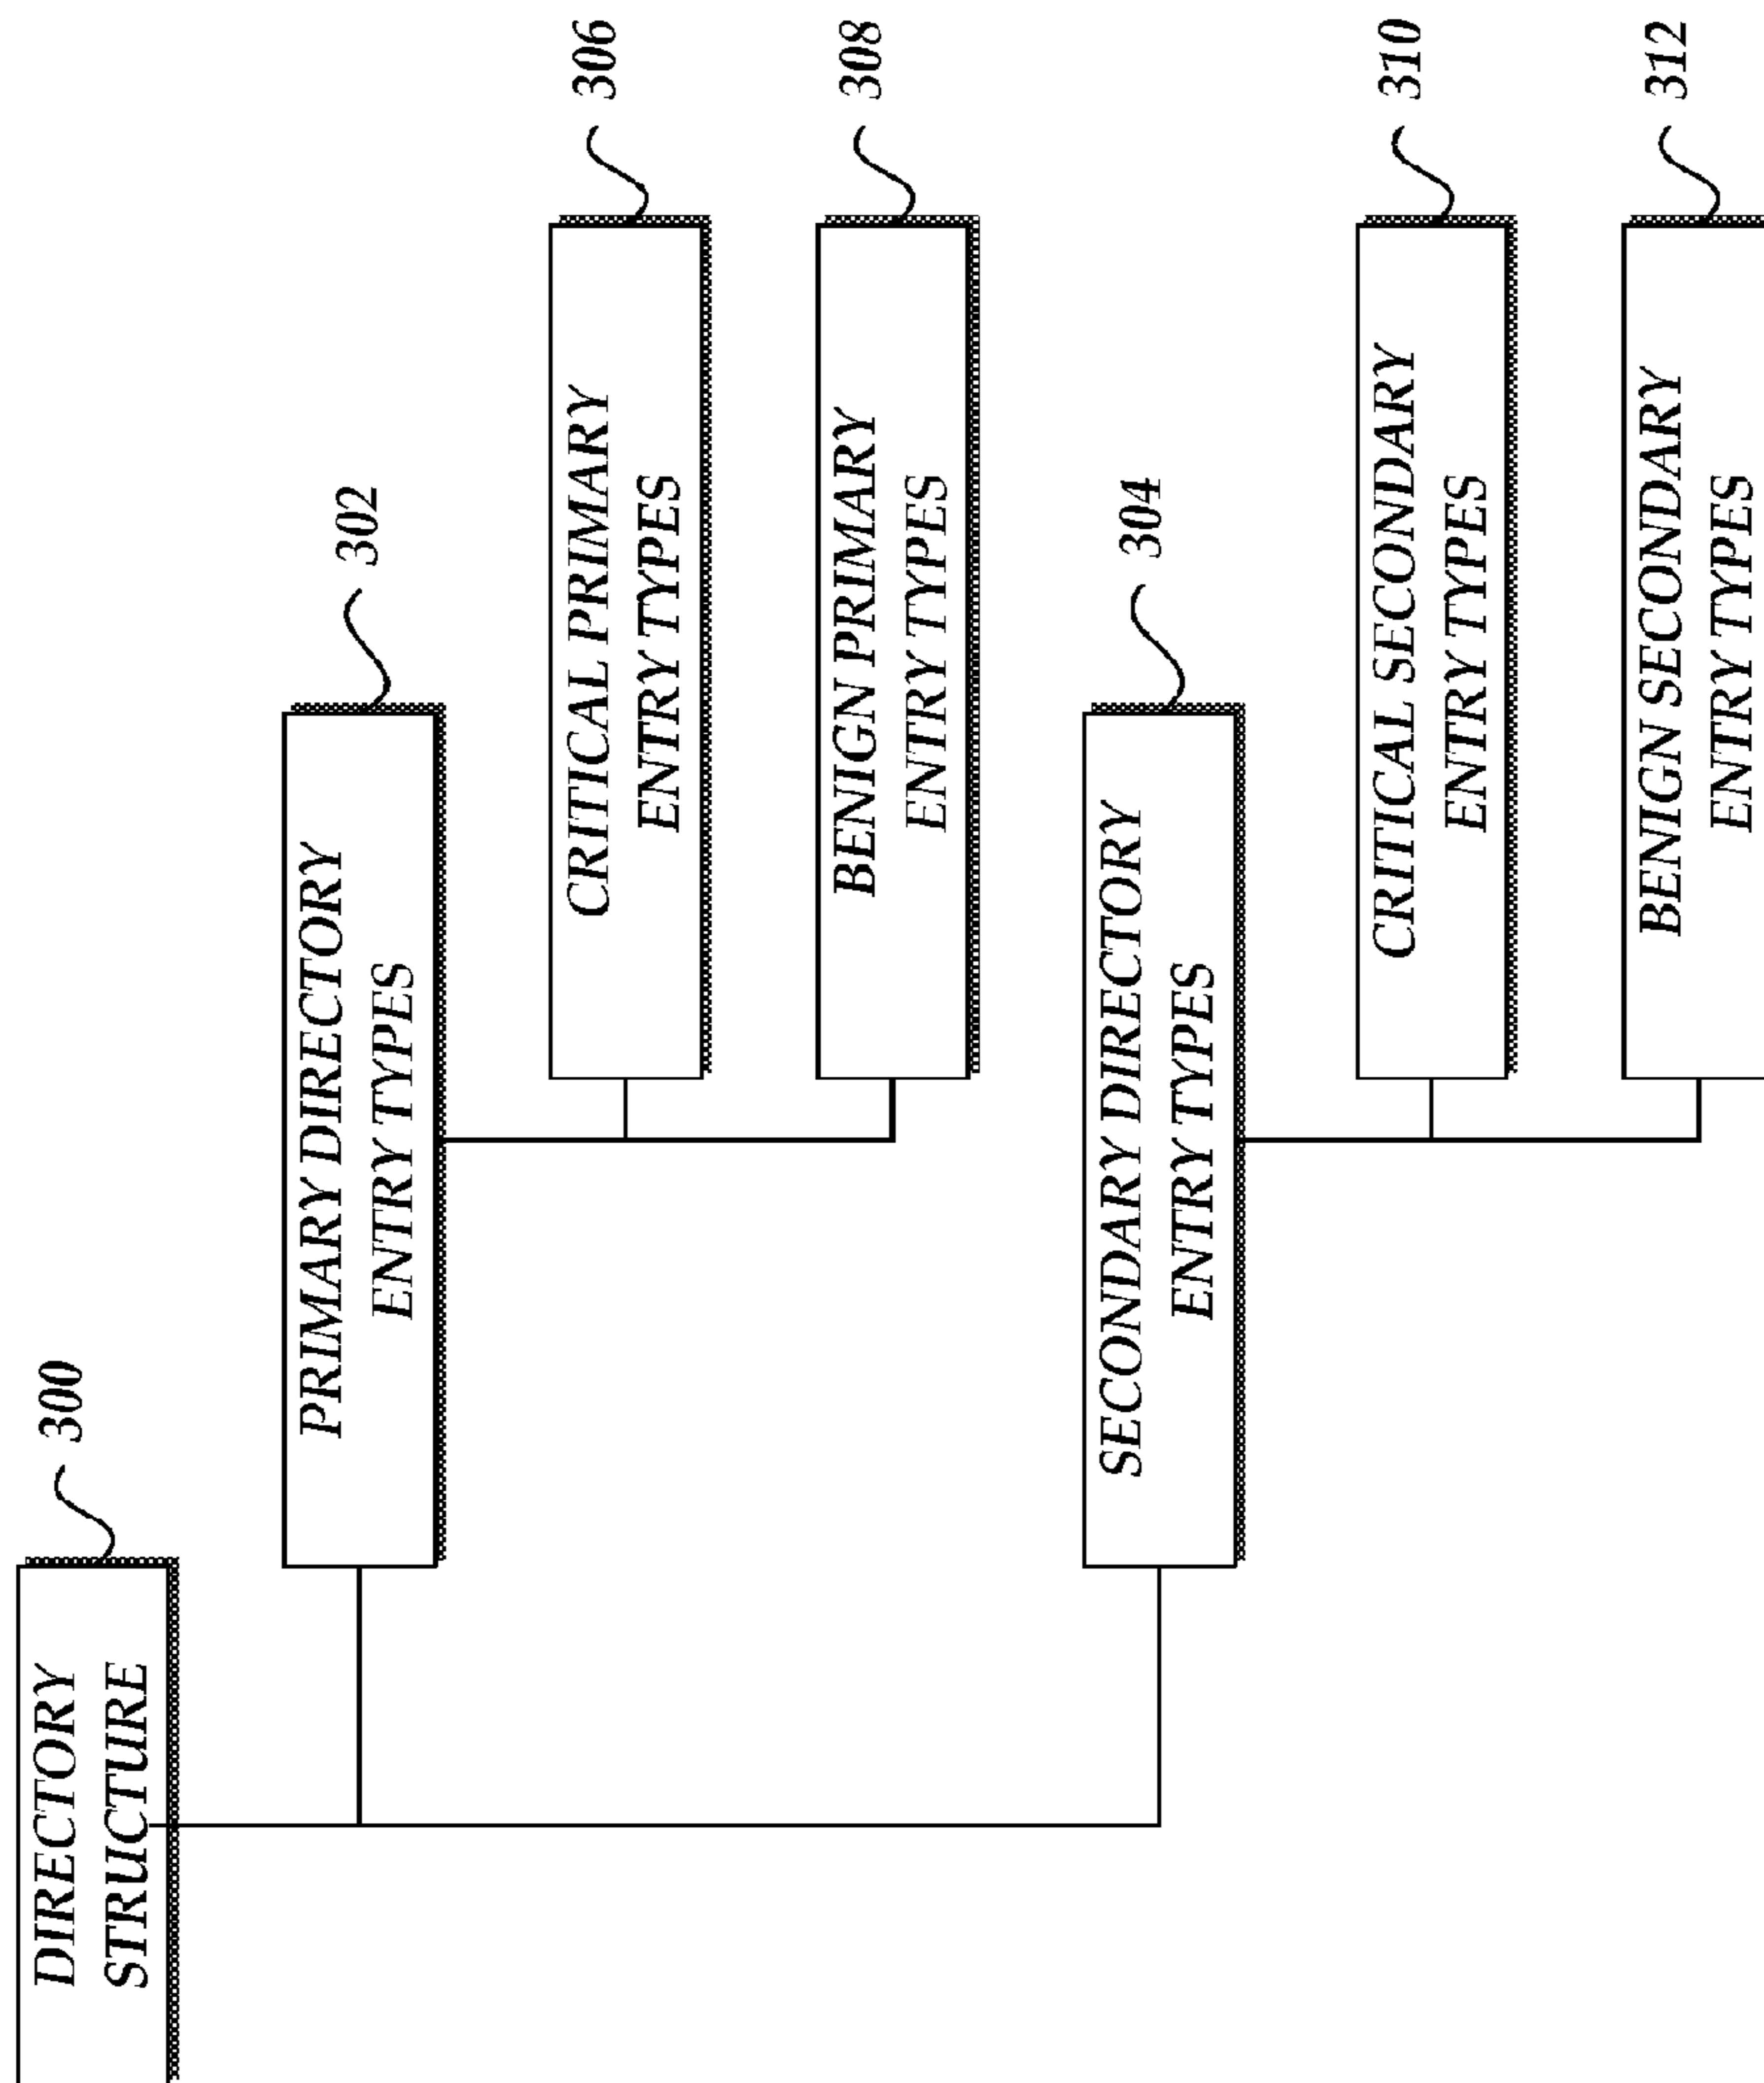 DIRECTORY
STRUCTURE
300
PRIMARY DIRECTORY
ENTRY TYPES
302
CRITICAL PRIMARY
ENTRY TYPES
306
BENIGN PRIMARY
ENTRY TYPES
308
SECONDARY DIRECTORY
ENTRY TYPES
304
CRITICAL SECONDARY
ENTRY TYPES
310
BENIGN SECONDARY
ENTRY TYPES
312